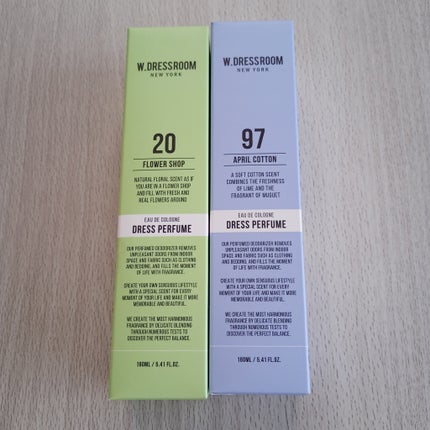 W.DRESSROOM
NEW YORK
20
FLOWER SHOP
NATURAL FLORAL SCENT AS IF
YOU ARE IN A FLOWER SHOP
AND FILL WITH FRESH AND
REAL FLOWERS AROUND
EAU DE COLOGNE
DRESS PERFUME
OUR PERFUMED DEODORIZER REMOVES
UNPLEASANT ODORS FROM INDOOR
SPACE AND FABRIC SUCH AS CLOTHING
AND BEDDING, AND FILLS THE MOMENT
OF LIFE WITH FRAGRANCE.
CREATE YOUR OWN SENSUOUS LIFESTYLE
WITH A SPECIAL SCENT FOR EVERY
MOMENT OF YOUR LIFE AND MAKE IT MORE
MEMORABLE AND BEAUTIFUL.
WE CREATE THE MOST HARMONIOUS
FRAGRANCE BY DELICATE BLENDING
THROUGH NUMEROUS TESTS TO
DISCOVER THE PERFECT BALANCE.
160ML / 5.41 FL.OZ.
W.DRESSROOM
NEW YORK
97
APRIL COTTON
A SOFT COTTON SCENT
COMBINES THE FRESHNESS
OF LIME AND THE
FRAGRANT OF MUGUET
EAU DE COLOGNE
DRESS PERFUME
OUR PERFUMED DEODORIZER REMOVES
UNPLEASANT ODORS FROM INDOOR
SPACE AND FABRIC SUCH AS CLOTHING
AND BEDDING, AND FILLS THE MOMENT
OF LIFE WITH FRAGRANCE.
CREATE YOUR OWN SENSUOUS LIFESTYLE
WITH A SPECIAL SCENT FOR EVERY
MOMENT OF YOUR LIFE AND MAKE IT MORE
MEMORABLE AND BEAUTIFUL.
WE CREATE THE MOST HARMONIOUS
FRAGRANCE BY DELICATE BLENDING
THROUGH NUMEROUS TESTS TO
DISCOVER THE PERFECT BALANCE.
160ML / 5.41 FL.OZ.